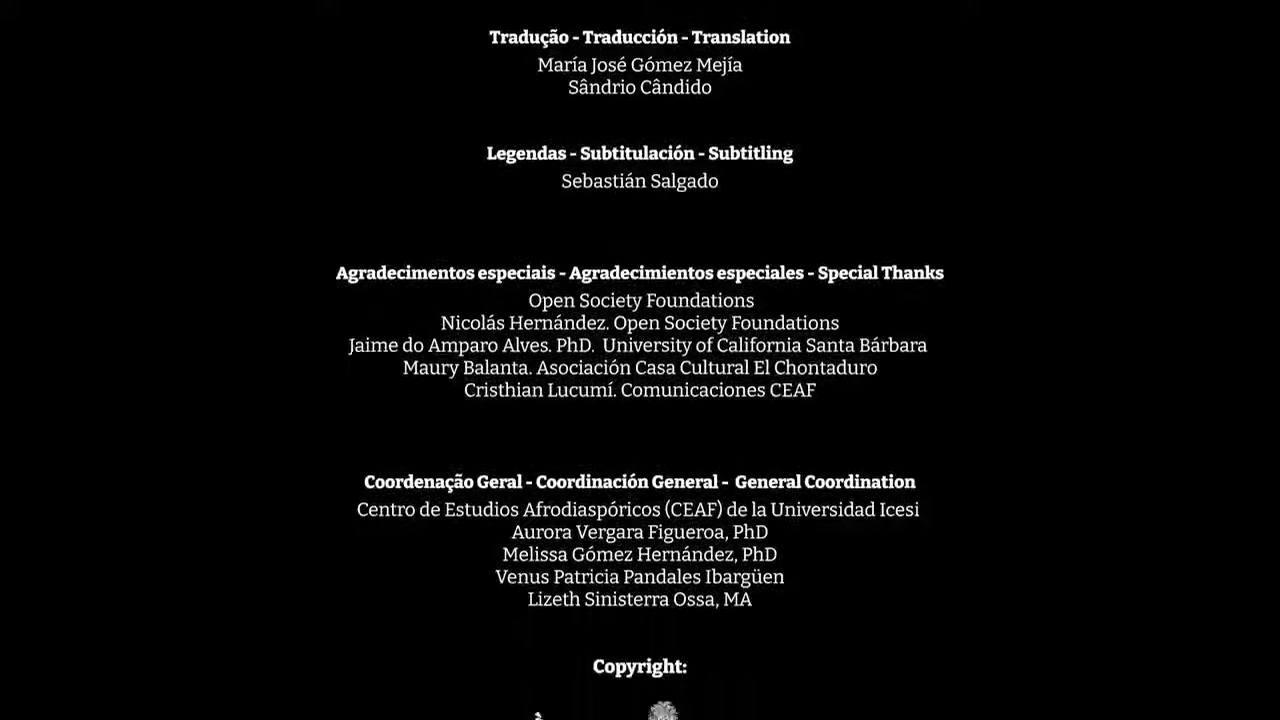 Tradução - Traducción - Translation
María José Gómez Mejía
Sândrio Cândido
Legendas - Subtitulación - Subtitling
Sebastián Salgado
Agradecimentos especiais - Agradecimientos especiales - Special Thanks
Open Society Foundations
Nicolás Hernández. Open Society Foundations
Jaime do Amparo Alves. PhD. University of California Santa Bárbara
Maury Balanta. Asociación Casa Cultural El Chontaduro
Cristhian Lucumí. Comunicaciones CEAF
Coordenação Geral - Coordinación General - General Coordination
Centro de Estudios Afrodiaspóricos (CEAF) de la Universidad Icesi
Aurora Vergara Figueroa, PhD
Melissa Gómez Hernández, PhD
Venus Patricia Pandales Ibargüen
Lizeth Sinisterra Ossa, MA
Copyright: